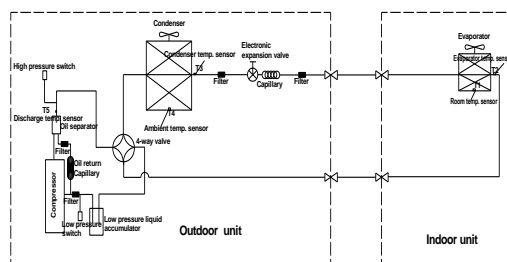 Condenser
Condenser temp. sensor
T3
Electronic
expansion valve
Filter
Capillary
Filter
T4
Ambient temp. sensor
High pressure switch
T5
Discharge temp. sensor
Oil separator
Filter
4-way valve
Oil return
Capillary
Compressor
Filter
Low pressure
switch
Low pressure liquid
accumulator
Outdoor unit
Evaporator
Evaporator temp. sens
T2
T1
Room temp. sensor
Indoor unit